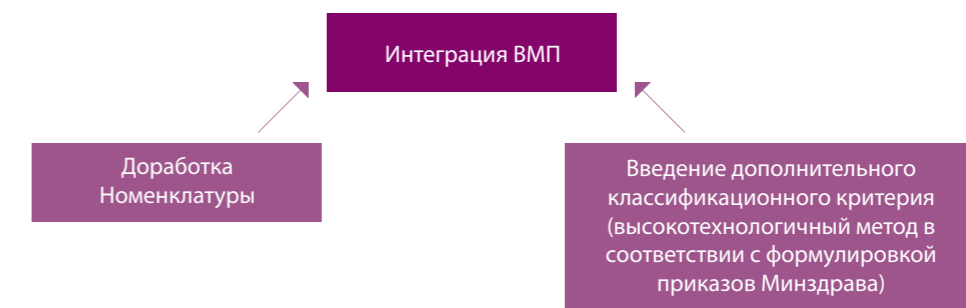 Интеграция ВМП
Доработка
Номенклатуры
Введение дополнительного
классификационного критерия
(высокотехнологичный метод в
соответствии с формулировкой
приказов Минздрава)